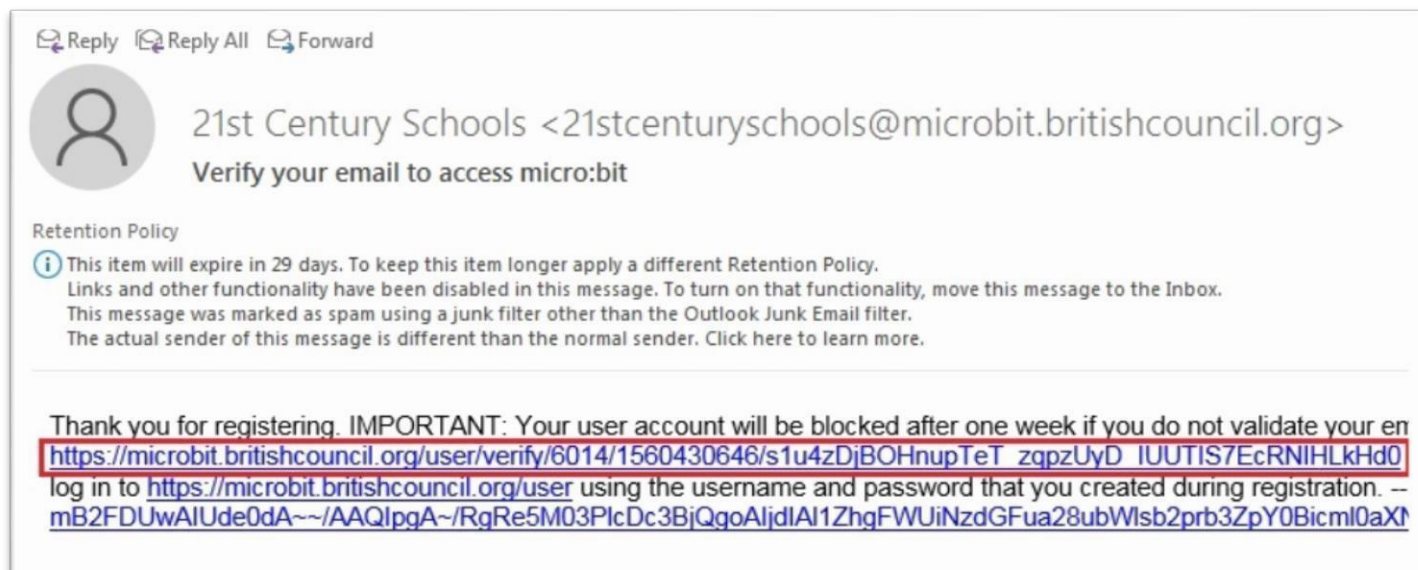 Reply Reply All Forward
21st Century Schools <21stcenturyschools@microbit.britishcouncil.org>
Verify your email to access micro:bit
Retention Policy
This item will expire in 29 days. To keep this item longer apply a different Retention Policy.
Links and other functionality have been disabled in this message. To turn on that functionality, move this message to the Inbox.
This message was marked as spam using a junk filter other than the Outlook Junk Email filter.
The actual sender of this message is different than the normal sender. Click here to learn more.
Thank you for registering. IMPORTANT: Your user account will be blocked after one week if you do not validate your em
https://microbit.britishcouncil.org/user/verify/6014/1560430646/s1u4zDjBOHnupTeT_zqpzUyD_IUUTIS7EcRNIHLkHd0
log in to https://microbit.britishcouncil.org/user using the username and password that you created during registration. --